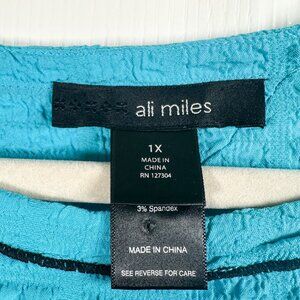 ali miles
1X
MADE IN
CHINA
RN 127304
3% Spandex
MADE IN CHINA
SEE REVERSE FOR CARE